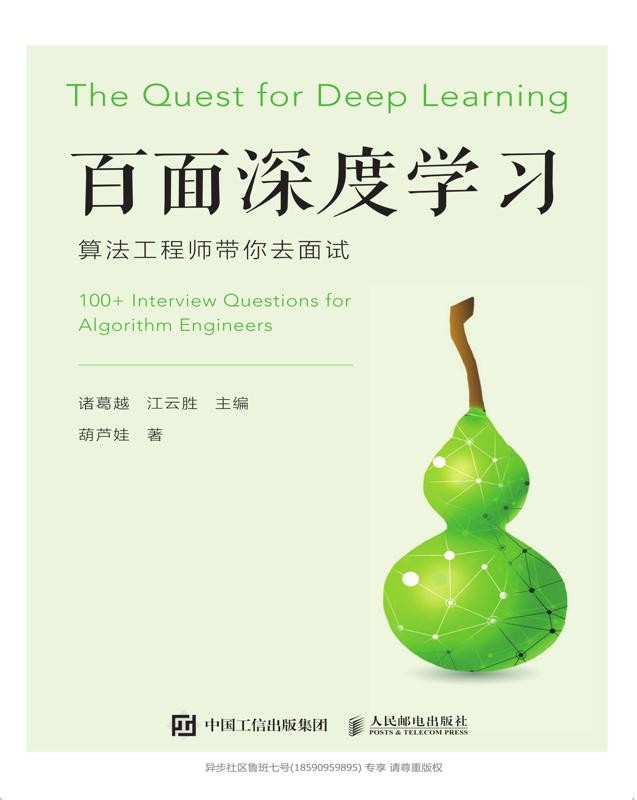 The Quest for Deep Learning
百面深度学习
算法工程师带你去面试
100+ Interview Questions for
Algorithm Engineers
诸葛越 江云胜 主编
葫芦娃 著
中国工信出版集团 人民邮电出版社
POSTS & TELECOM PRESS
异步社区鲁班七号(18590959895) 专享 请尊重版权